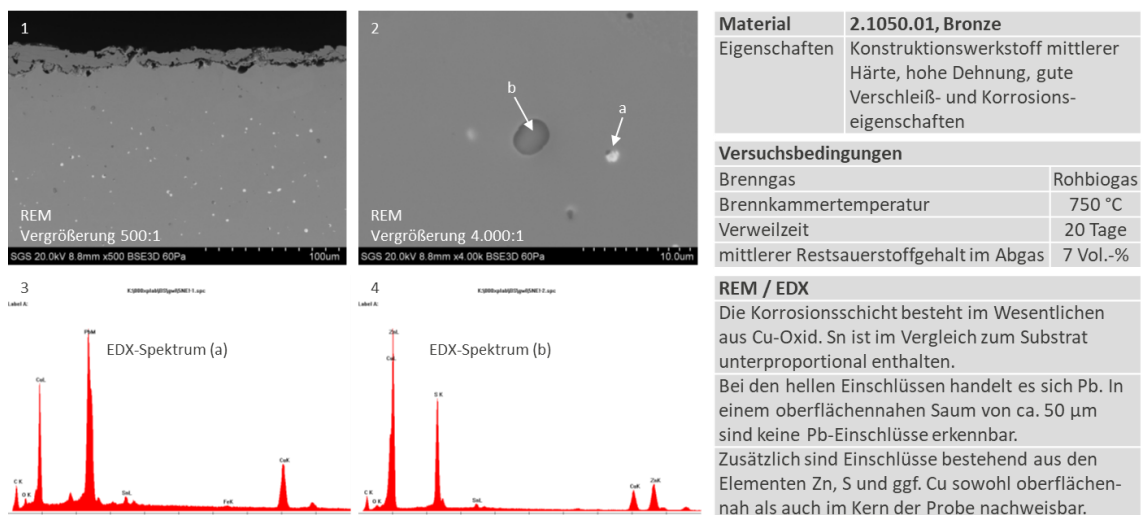 1
REM
Vergrößerung 500:1
SGS 20.0kV 8.8mm x500 BSE3D 60Pa
100um
2
b
a
REM
Vergrößerung 4.000:1
SGS 20.0kV 8.8mm x4.00k BSE3D 60Pa
10.0um
3
Label A:
EDX-Spektrum (a)
PbM
CuL
C K
O K
SnL
FeK
CuK
4
Label A:
EDX-Spektrum (b)
ZnL
CuL
S K
C K
O K
SnL
CuK
ZnK
Material 2.1050.01, Bronze
Eigenschaften Konstruktionswerkstoff mittlerer
Härte, hohe Dehnung, gute
Verschleiß- und Korrosions-
eigenschaften
Versuchsbedingungen
Brenngas Rohbiogas
Brennkammertemperatur 750 °C
Verweilzeit 20 Tage
mittlerer Restsauerstoffgehalt im Abgas 7 Vol.-%
REM / EDX
Die Korrosionsschicht besteht im Wesentlichen
aus Cu-Oxid. Sn ist im Vergleich zum Substrat
unterproportional enthalten.
Bei den hellen Einschlüssen handelt es sich Pb. In
einem oberflächennahen Saum von ca. 50 µm
sind keine Pb-Einschlüsse erkennbar.
Zusätzlich sind Einschlüsse bestehend aus den
Elementen Zn, S und ggf. Cu sowohl oberflächen-
nah als auch im Kern der Probe nachweisbar.